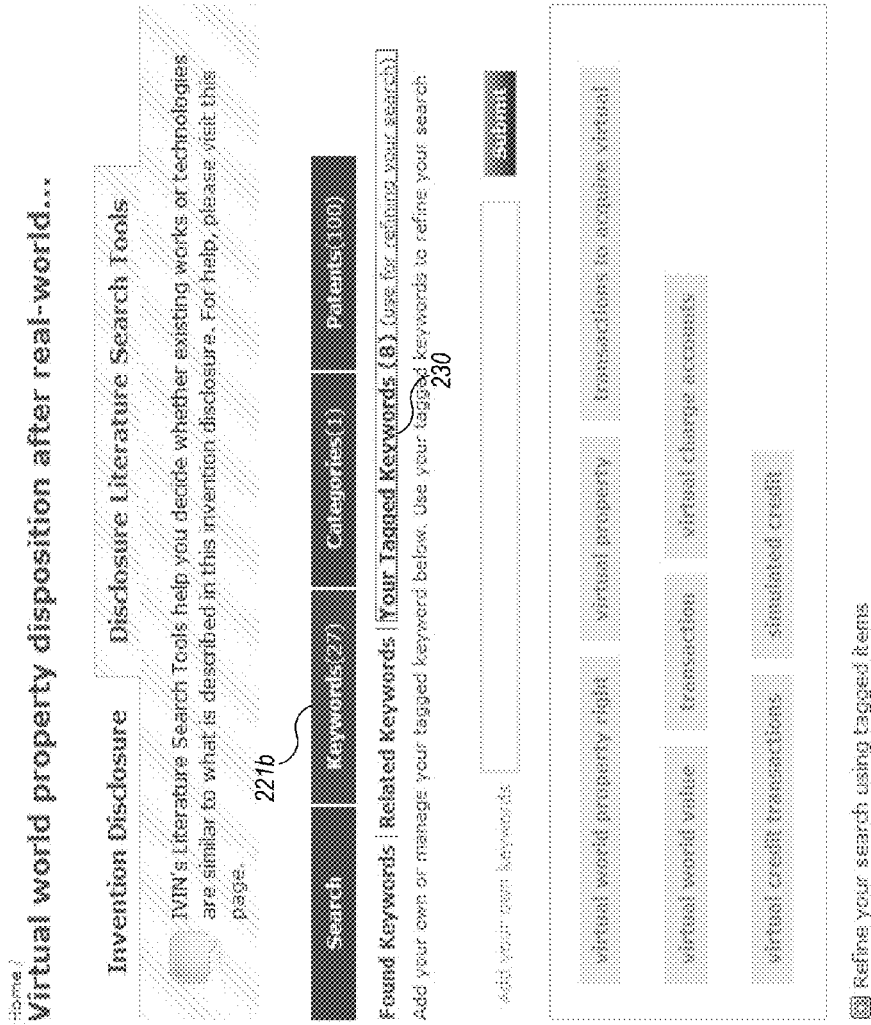 Home /
Virtual world property disposition after real-world...
Invention Disclosure Disclosure Literature Search Tools
IVIN's Literature Search Tools help you decide whether existing works or technologies
are similar to what is described in this invention disclosure. For help, please visit this
page.
221b
Search Keywords(27) Categories(1) Patents(108)
Found Keywords | Related Keywords | Your Tagged Keywords (8) (use for refining your search)
230
Add your own or manage your tagged keyword below. Use your tagged keywords to refine your search
Add your own keywords Submit
virtual world property right virtual property transactions to acquire virtual
virtual world value transaction virtual charge accounts
virtual credit transactions simulated credit
Refine your search using tagged items